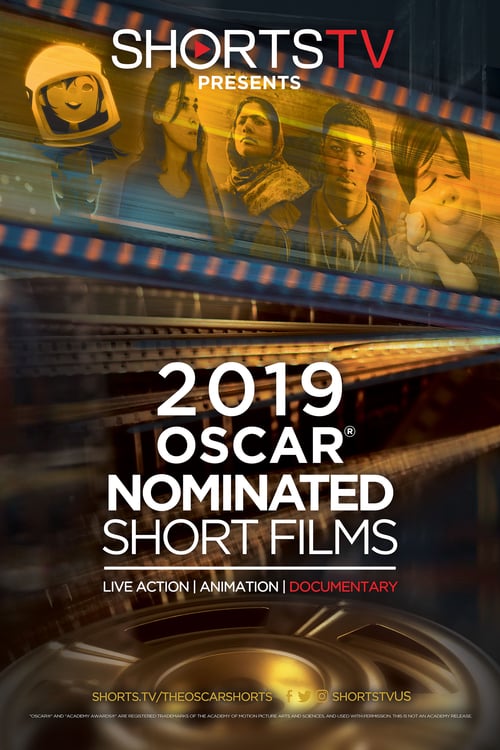 SHORTSTV
PRESENTS
2019
OSCAR®
NOMINATED
SHORT FILMS
LIVE ACTION | ANIMATION | DOCUMENTARY
SHORTS.TV/THEOSCARSHORTS SHORTSTVUS
"OSCAR®" AND "ACADEMY AWARDS®" ARE REGISTERED TRADEMARKS OF THE ACADEMY OF MOTION PICTURE ARTS AND SCIENCES, AND USED WITH PERMISSION. THIS IS NOT AN ACADEMY RELEASE.